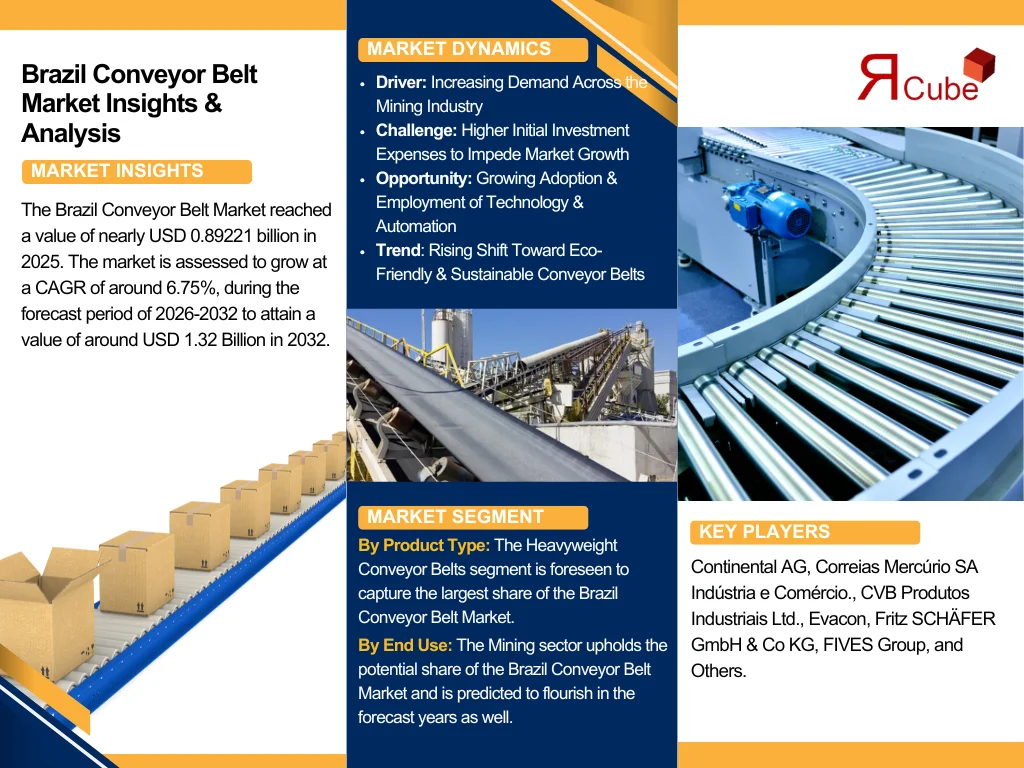 Brazil Conveyor Belt
Market Insights &
Analysis
MARKET INSIGHTS
The Brazil Conveyor Belt Market reached
a value of nearly USD 0.89221 billion in
2025. The market is assessed to grow at
a CAGR of around 6.75%, during the
forecast period of 2026-2032 to attain a
value of around USD 1.32 Billion in 2032.
MARKET DYNAMICS
• Driver: Increasing Demand Across the
Mining Industry
• Challenge: Higher Initial Investment
Expenses to Impede Market Growth
• Opportunity: Growing Adoption &
Employment of Technology &
Automation
• Trend: Rising Shift Toward Eco-
Friendly & Sustainable Conveyor Belts
MARKET SEGMENT
By Product Type: The Heavyweight
Conveyor Belts segment is foreseen to
capture the largest share of the Brazil
Conveyor Belt Market.
By End Use: The Mining sector upholds the
potential share of the Brazil Conveyor Belt
Market and is predicted to flourish in the
forecast years as well.
ЯCube
KEY PLAYERS
Continental AG, Correias Mercúrio SA
Indústria e Comércio., CVB Produtos
Industriais Ltd., Evacon, Fritz SCHÄFER
GmbH & Co KG, FIVES Group, and
Others.